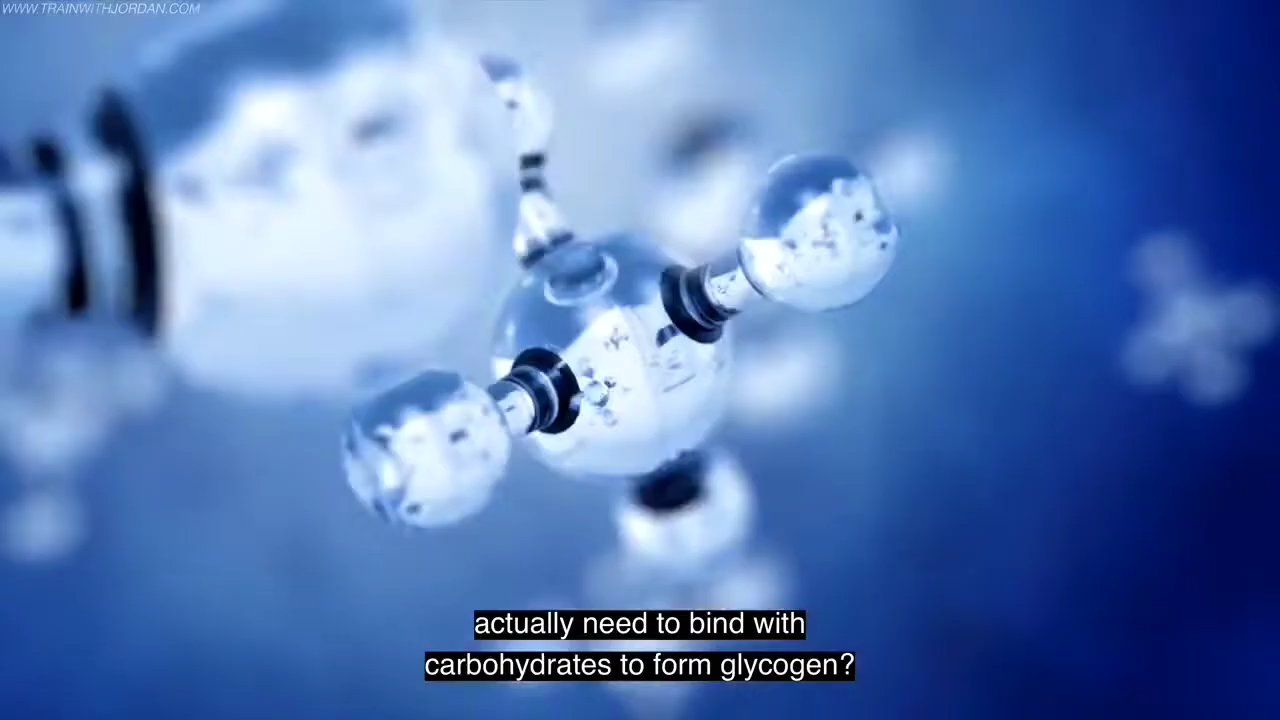 WWW.TRAINWITHJORDAN.COM
actually need to bind with
carbohydrates to form glycogen?